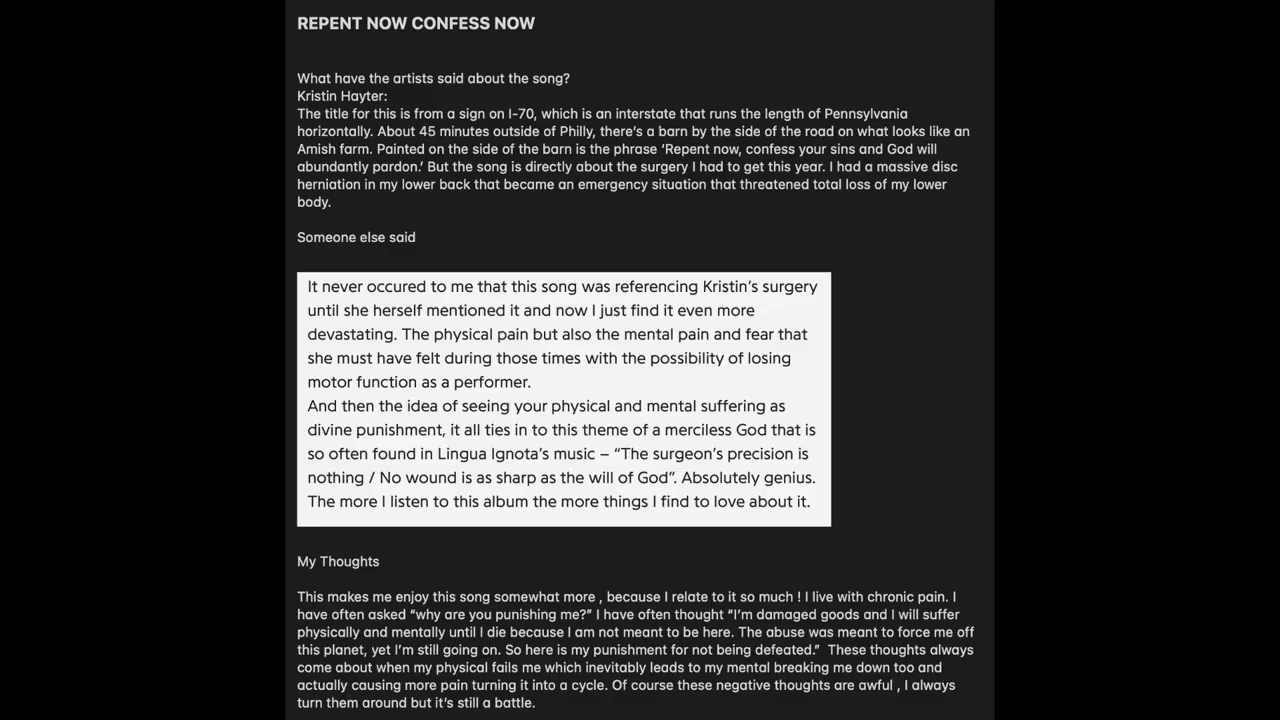 REPENT NOW CONFESS NOW
What have the artists said about the song?
Kristin Hayter:
The title for this is from a sign on I-70, which is an interstate that runs the length of Pennsylvania
horizontally. About 45 minutes outside of Philly, there's a barn by the side of the road on what looks like an
Amish farm. Painted on the side of the barn is the phrase ‘Repent now, confess your sins and God will
abundantly pardon.’ But the song is directly about the surgery I had to get this year. I had a massive disc
herniation in my lower back that became an emergency situation that threatened total loss of my lower
body.
Someone else said
It never occured to me that this song was referencing Kristin’s surgery
until she herself mentioned it and now I just find it even more
devastating. The physical pain but also the mental pain and fear that
she must have felt during those times with the possibility of losing
motor function as a performer.
And then the idea of seeing your physical and mental suffering as
divine punishment, it all ties in to this theme of a merciless God that is
so often found in Lingua Ignota’s music – “The surgeon’s precision is
nothing / No wound is as sharp as the will of God”. Absolutely genius.
The more I listen to this album the more things I find to love about it.
My Thoughts
This makes me enjoy this song somewhat more , because I relate to it so much ! I live with chronic pain. I
have often asked “why are you punishing me?” I have often thought “I’m damaged goods and I will suffer
physically and mentally until I die because I am not meant to be here. The abuse was meant to force me off
this planet, yet I’m still going on. So here is my punishment for not being defeated.”  These thoughts always
come about when my physical fails me which inevitably leads to my mental breaking me down too and
actually causing more pain turning it into a cycle. Of course these negative thoughts are awful , I always
turn them around but it’s still a battle.